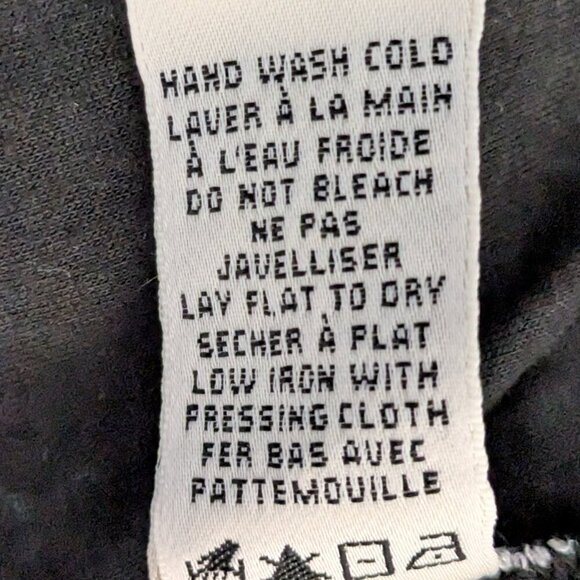 HAND WASH COLD
LAVER À LA MAIN
À L'EAU FROIDE
DO NOT BLEACH
NE PAS
JAVELLISER
LAY FLAT TO DRY
SECHER À PLAT
LOW IRON WITH
PRESSING CLOTH
FER BAS AVEC
PATTEMOUILLE